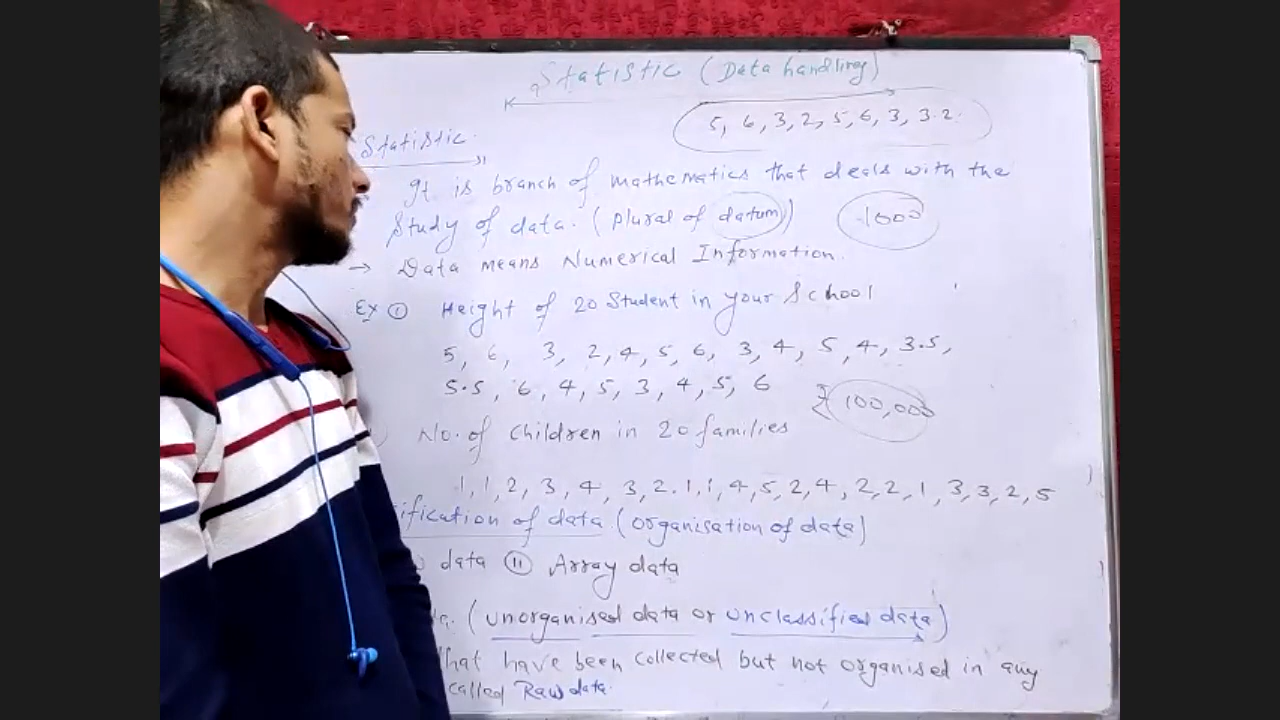 Statistic (Data handling)
5, 6, 3, 2, 5, 6, 3, 3.2.
Statistic.
It is branch of mathematics that deals with the
Study of data. (plural of datum) 1000
→ Data means Numerical Information.
Ex ① Height of 20 Student in your School
5, 6, 3, 2, 4, 5, 6, 3, 4, 5, 4, 3.5,
5.5, 6, 4, 5, 3, 4, 5, 6
₹ 100,000
No. of children in 20 families
1, 1, 2, 3, 4, 3, 2. 1, 1, 4, 5, 2, 4, 2, 2, 1, 3, 3, 2, 5
ification of data (organisation of data)
data ⑪ Array data
(unorganised data or unclassified data)
hat have been collected but not organised in any
called Raw data.